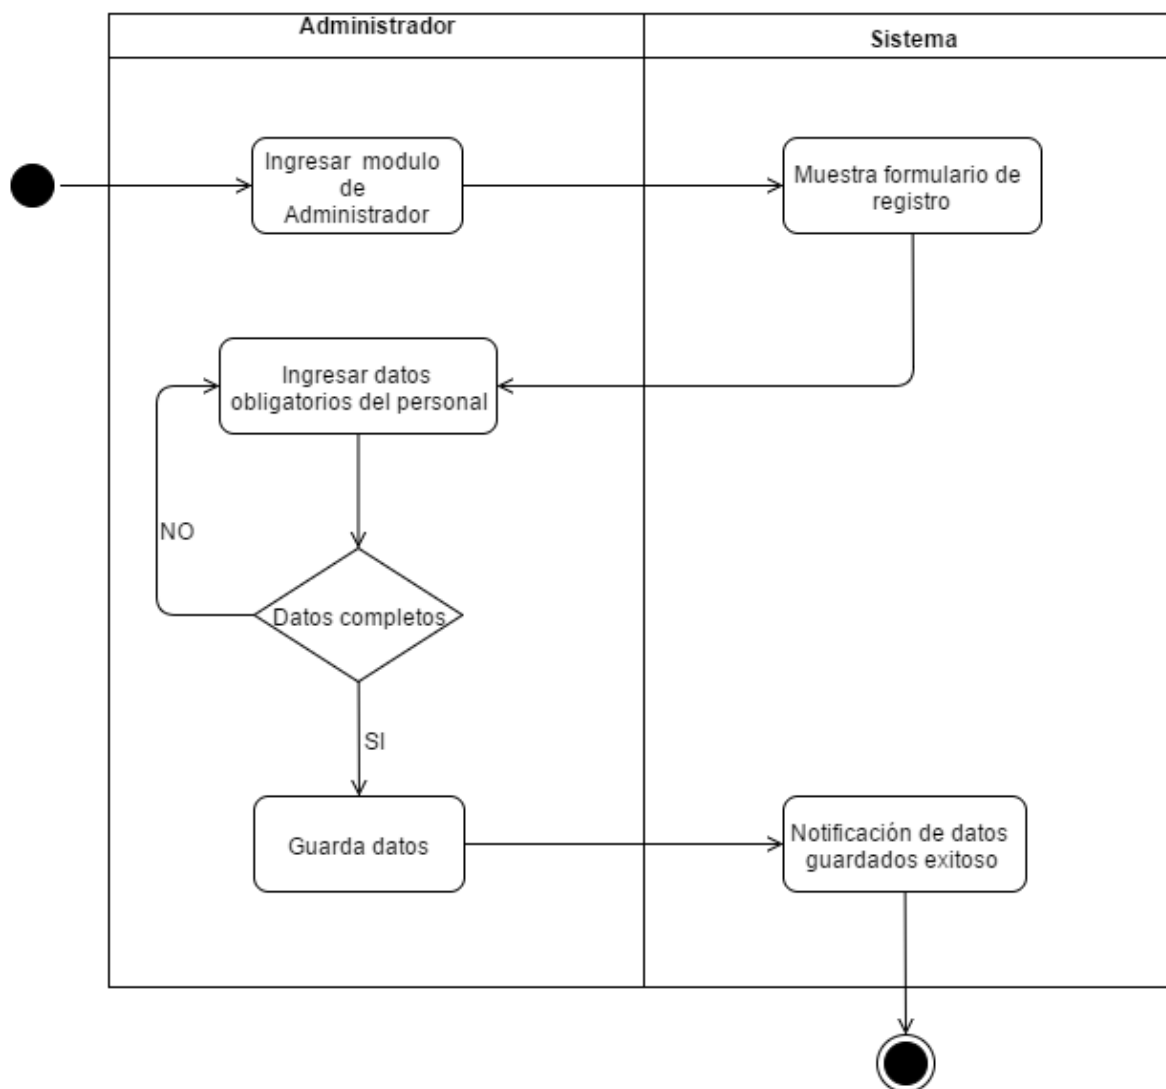 Administrador
Sistema
Ingresar modulo
de
Administrador
Muestra formulario de
registro
Ingresar datos
obligatorios del personal
NO
Datos completos
SI
Guarda datos
Notificación de datos
guardados exitoso